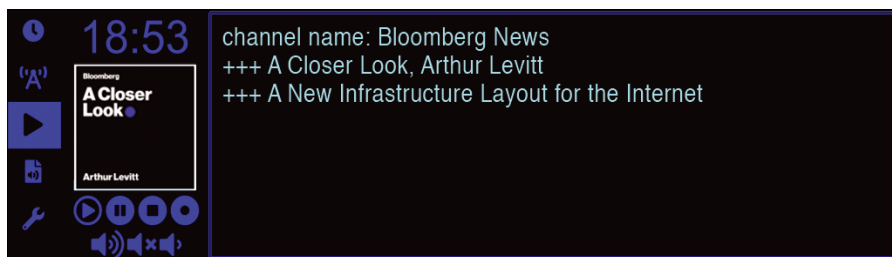 18:53
(A)
Bloomberg
A Closer
Look
Arthur Levitt
channel name: Bloomberg News
+++ A Closer Look, Arthur Levitt
+++ A New Infrastructure Layout for the Internet